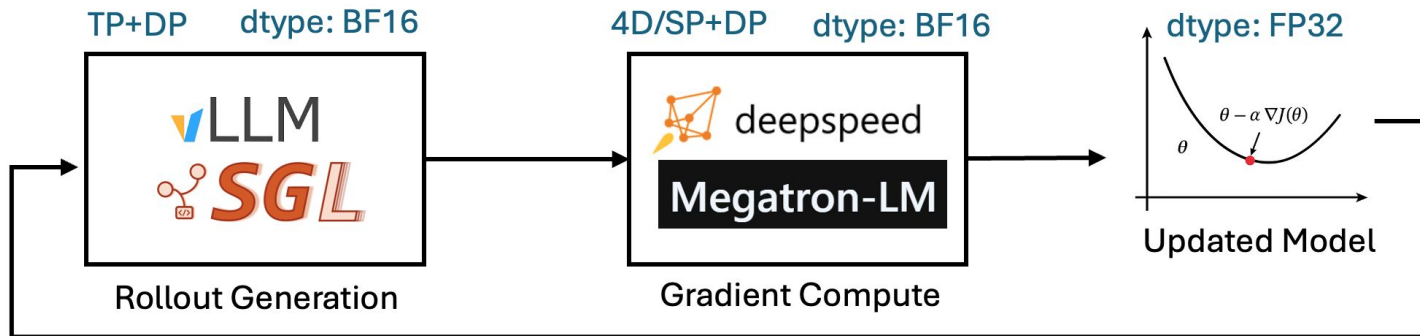 TP+DP dtype: BF16
vLLM
SGL
Rollout Generation
4D/SP+DP dtype: BF16
deepspeed
Megatron-LM
Gradient Compute
dtype: FP32
θ − α ∇J(θ)
θ
Updated Model